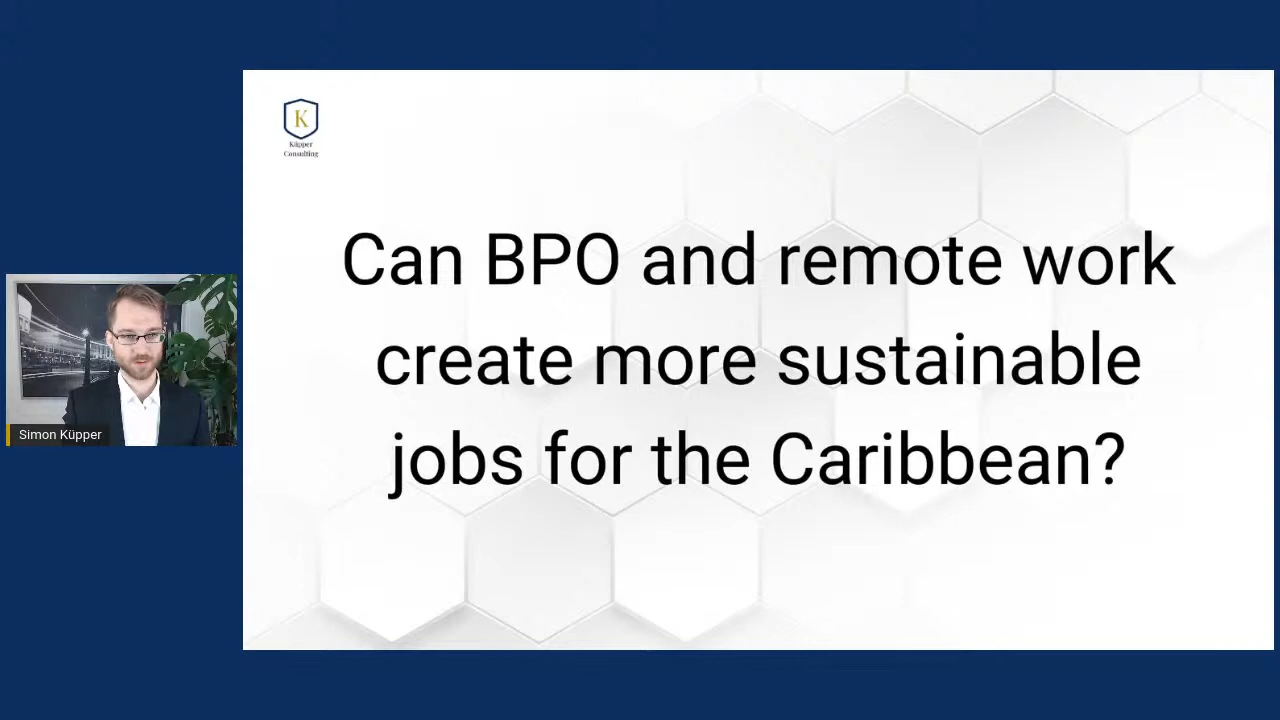 K
Küpper
Consulting
Can BPO and remote work
create more sustainable
jobs for the Caribbean?
Simon Küpper